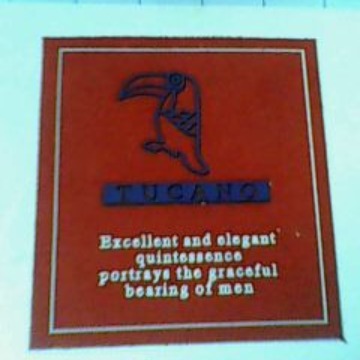 TUCANO
Excellent and elegant
quintessence
portrays the graceful
bearing of men